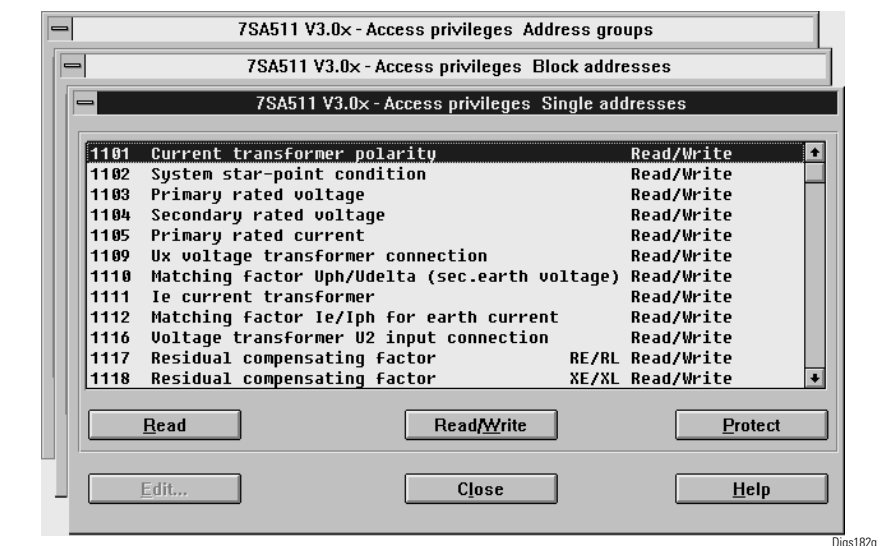 7SA511 V3.0x - Access privileges Address groups
7SA511 V3.0x - Access privileges Block addresses
7SA511 V3.0x - Access privileges Single addresses
1101 Current transformer polarity Read/Write
1102 System star-point condition Read/Write
1103 Primary rated voltage Read/Write
1104 Secondary rated voltage Read/Write
1105 Primary rated current Read/Write
1109 Ux voltage transformer connection Read/Write
1110 Matching factor Uph/Udelta (sec.earth voltage) Read/Write
1111 Ie current transformer Read/Write
1112 Matching factor Ie/Iph for earth current Read/Write
1116 Voltage transformer U2 input connection Read/Write
1117 Residual compensating factor RE/RL Read/Write
1118 Residual compensating factor XE/XL Read/Write
Read Read/Write Protect
Edit... Close Help
Digs182g